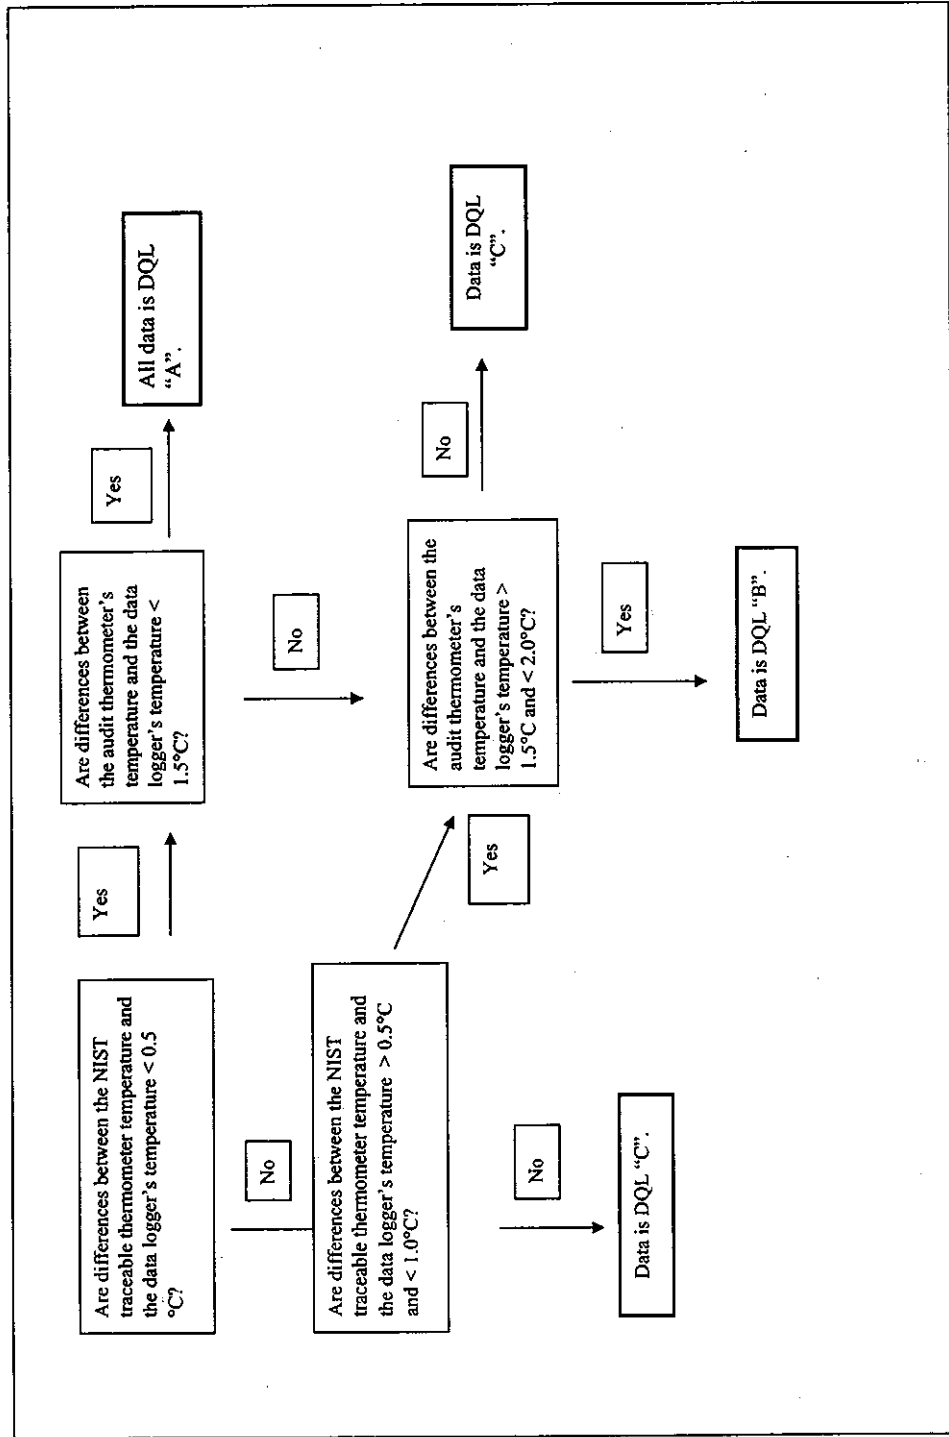 Are differences between the NIST
traceable thermometer temperature and
the data logger's temperature < 0.5
°C?
Yes
Are differences between
the audit thermometer's
temperature and the data
logger's temperature <
1.5°C?
Yes
All data is DQL
“A”.
No
No
Are differences between the NIST
traceable thermometer temperature and
the data logger's temperature > 0.5°C
and < 1.0°C?
Yes
Are differences between the
audit thermometer's
temperature and the data
logger's temperature >
1.5°C and < 2.0°C?
No
Data is DQL
“C”.
No
Yes
Data is DQL “C”.
Data is DQL “B”.